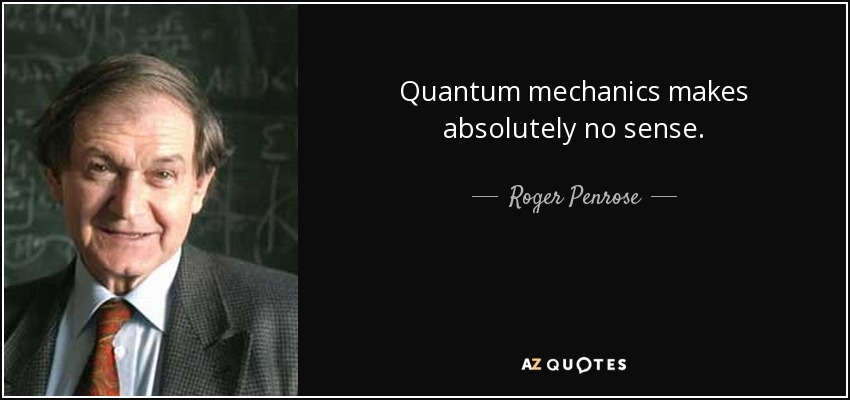 Quantum mechanics makes
absolutely no sense.
Roger Penrose
AZ QUOTES